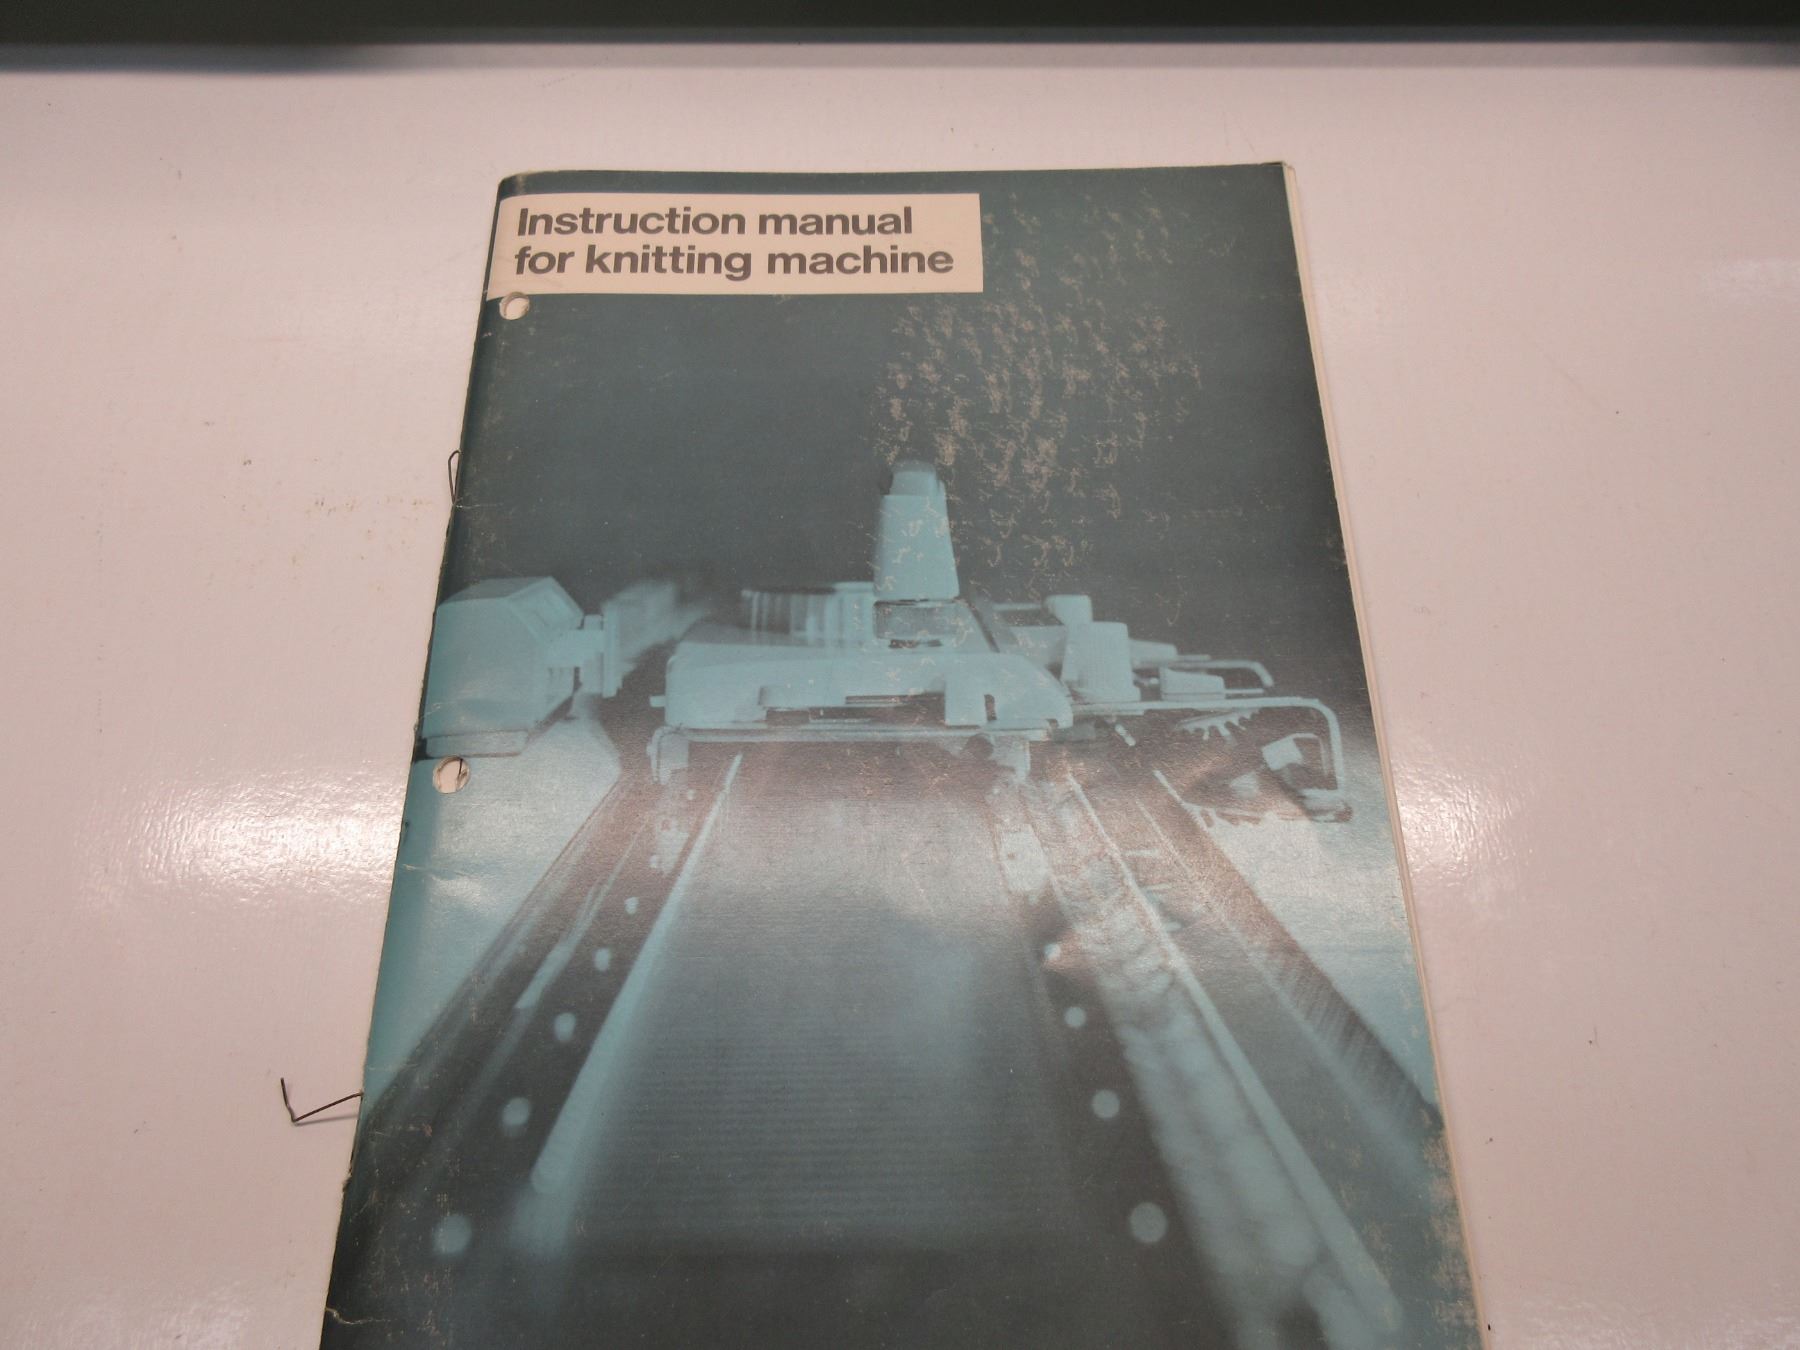 Instruction manual
for knitting machine